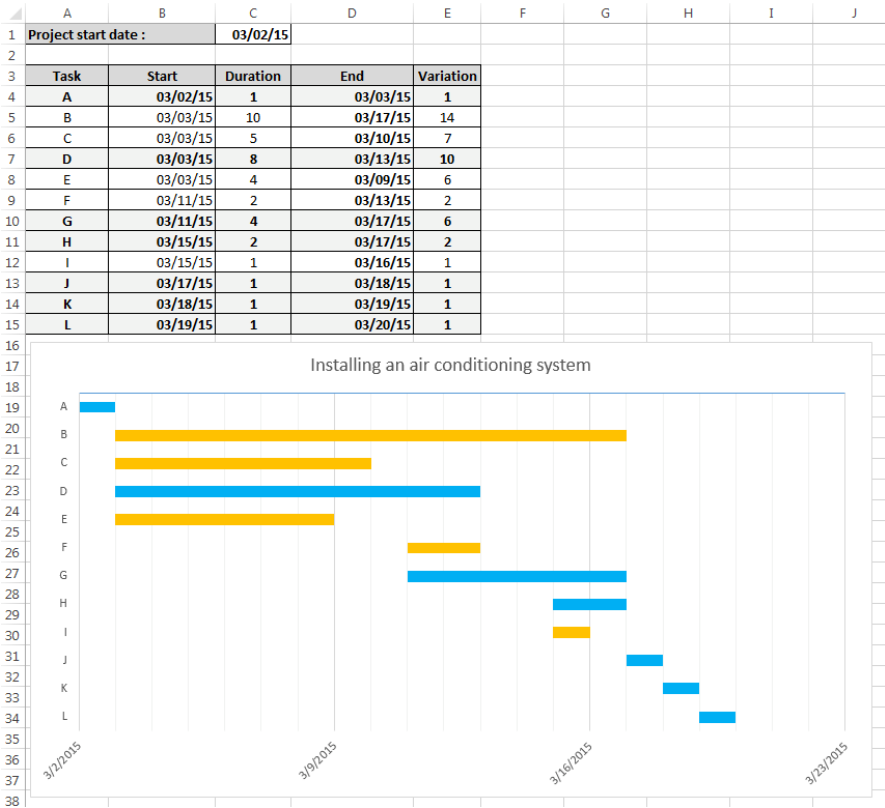 A B C D E F G H I J
1 Project start date : 03/02/15
2
3 Task Start Duration End Variation
4 A 03/02/15 1 03/03/15 1
5 B 03/03/15 10 03/17/15 14
6 C 03/03/15 5 03/10/15 7
7 D 03/03/15 8 03/13/15 10
8 E 03/03/15 4 03/09/15 6
9 F 03/11/15 2 03/13/15 2
10 G 03/11/15 4 03/17/15 6
11 H 03/15/15 2 03/17/15 2
12 I 03/15/15 1 03/16/15 1
13 J 03/17/15 1 03/18/15 1
14 K 03/18/15 1 03/19/15 1
15 L 03/19/15 1 03/20/15 1
16
17 Installing an air conditioning system
18
19 A
20 B
21
22 C
23 D
24 E
25
26 F
27 G
28 H
29
30 I
31 J
32 K
33
34 L
35
36 3/2/2015 3/9/2015 3/16/2015 3/23/2015
37
38